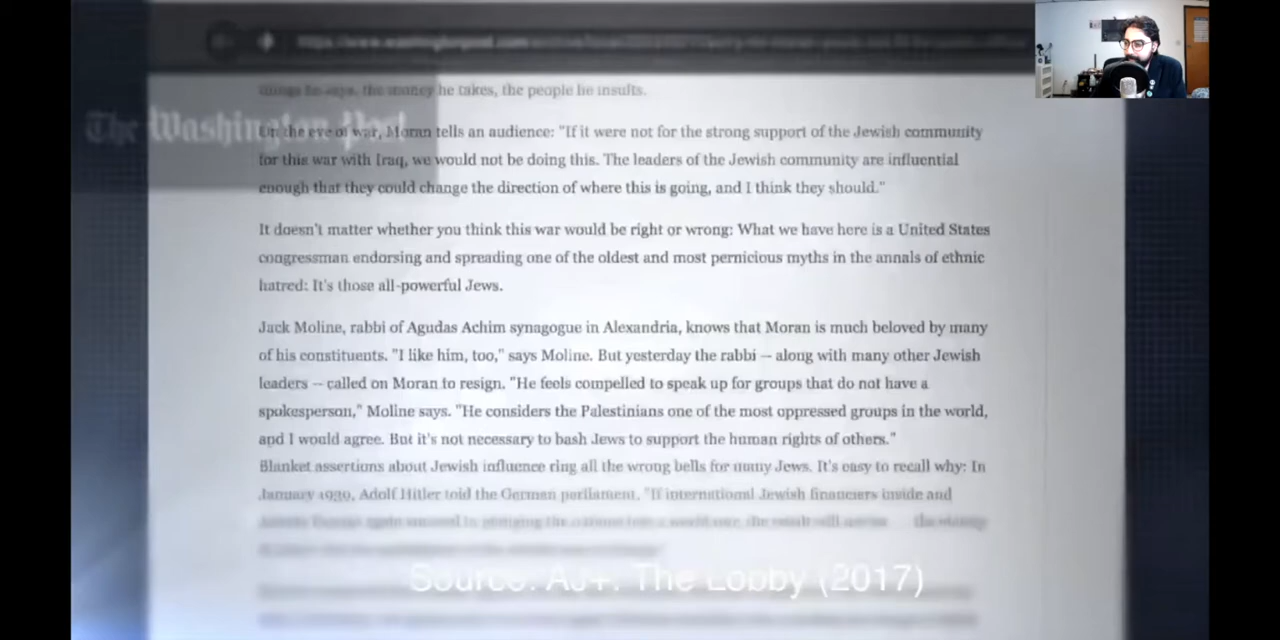 The Washington Post
things he says, the money he takes, the people he insults.
On the eve of war, Moran tells an audience: "If it were not for the strong support of the Jewish community
for this war with Iraq, we would not be doing this. The leaders of the Jewish community are influential
enough that they could change the direction of where this is going, and I think they should."
It doesn't matter whether you think this war would be right or wrong: What we have here is a United States
congressman endorsing and spreading one of the oldest and most pernicious myths in the annals of ethnic
hatred: It's those all-powerful Jews.
Jack Moline, rabbi of Agudas Achim synagogue in Alexandria, knows that Moran is much beloved by many
of his constituents. "I like him, too," says Moline. But yesterday the rabbi -- along with many other Jewish
leaders -- called on Moran to resign. "He feels compelled to speak up for groups that do not have a
spokesperson," Moline says. "He considers the Palestinians one of the most oppressed groups in the world,
and I would agree. But it's not necessary to bash Jews to support the human rights of others."
Blanket assertions about Jewish influence ring all the wrong bells for many Jews. It's easy to recall why: In
January 1939, Adolf Hitler told the German parliament, "If international Jewish financiers inside and
Source: AJ+. The Lobby (2017)